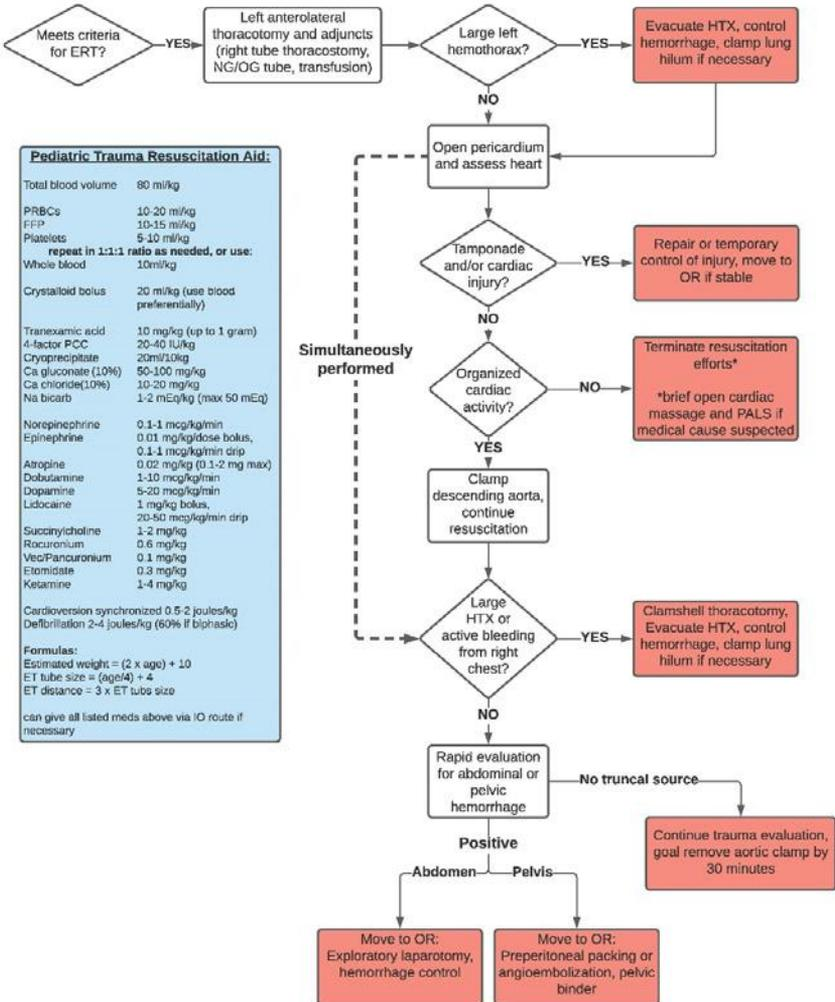 Meets criteria
for ERT?
YES
Left anterolateral
thoracotomy and adjuncts
(right tube thoracostomy,
NG/OG tube, transfusion)
Large left
hemothorax?
YES
Evacuate HTX, control
hemorrhage, clamp lung
hilum if necessary
NO
Open pericardium
and assess heart
Tamponade
and/or cardiac
injury?
YES
Repair or temporary
control of injury, move to
OR if stable
NO
Simultaneously
performed
Organized
cardiac
activity?
NO
Terminate resuscitation
efforts*
*brief open cardiac
massage and PALS if
medical cause suspected
YES
Clamp
descending aorta,
continue
resuscitation
Large
HTX or
active bleeding
from right
chest?
YES
Clamshell thoracotomy,
Evacuate HTX, control
hemorrhage, clamp lung
hilum if necessary
NO
Rapid evaluation
for abdominal or
pelvic
hemorrhage
No truncal source
Continue trauma evaluation,
goal remove aortic clamp by
30 minutes
Positive
Abdomen
Pelvis
Move to OR:
Exploratory laparotomy,
hemorrhage control
Move to OR:
Preperitoneal packing or
angioembolization, pelvic
binder
Pediatric Trauma Resuscitation Aid:
Total blood volume 80 ml/kg
PRBCs 10-20 ml/kg
FFP 10-15 ml/kg
Platelets 5-10 ml/kg
repeat in 1:1:1 ratio as needed, or use:
Whole blood 10ml/kg
Crystalloid bolus 20 ml/kg (use blood
preferentially)
Tranexamic acid 10 mg/kg (up to 1 gram)
4-factor PCC 20-40 IU/kg
Cryoprecipitate 20ml/10kg
Ca gluconate (10%) 50-100 mg/kg
Ca chloride(10%) 10-20 mg/kg
Na bicarb 1-2 mEq/kg (max 50 mEq)
Norepinephrine 0.1-1 mcg/kg/min
Epinephrine 0.01 mg/kg/dose bolus,
0.1-1 mcg/kg/min drip
Atropine 0.02 mg/kg (0.1-2 mg max)
Dobutamine 1-10 mcg/kg/min
Dopamine 5-20 mcg/kg/min
Lidocaine 1 mg/kg bolus,
20-50 mcg/kg/min drip
Succinylcholine 1-2 mg/kg
Rocuronium 0.6 mg/kg
Vec/Pancuronium 0.1 mg/kg
Etomidate 0.3 mg/kg
Ketamine 1-4 mg/kg
Cardioversion synchronized 0.5-2 joules/kg
Defibrillation 2-4 joules/kg (60% if biphasic)
Formulas:
Estimated weight = (2 x age) + 10
ET tube size = (age/4) + 4
ET distance = 3 x ET tubs size
can give all listed meds above via IO route if
necessary